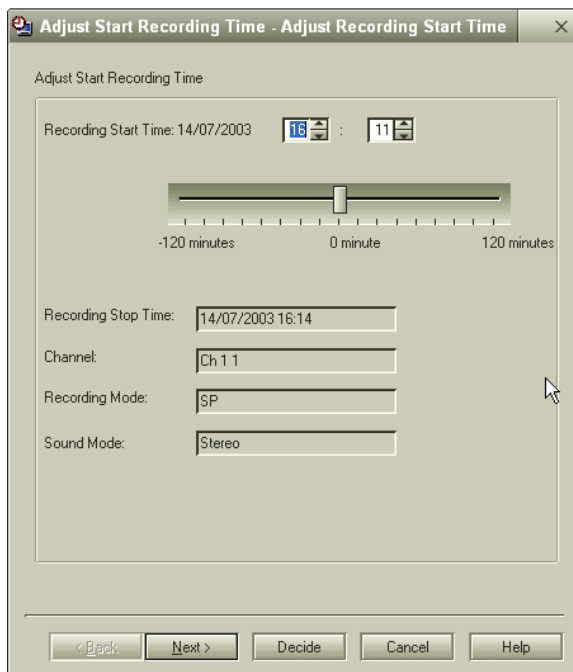 Adjust Start Recording Time - Adjust Recording Start Time
Adjust Start Recording Time
Recording Start Time: 14/07/2003 16 : 11
-120 minutes 0 minute 120 minutes
Recording Stop Time: 14/07/2003 16:14
Channel: Ch 1 1
Recording Mode: SP
Sound Mode: Stereo
< Back Next > Decide Cancel Help